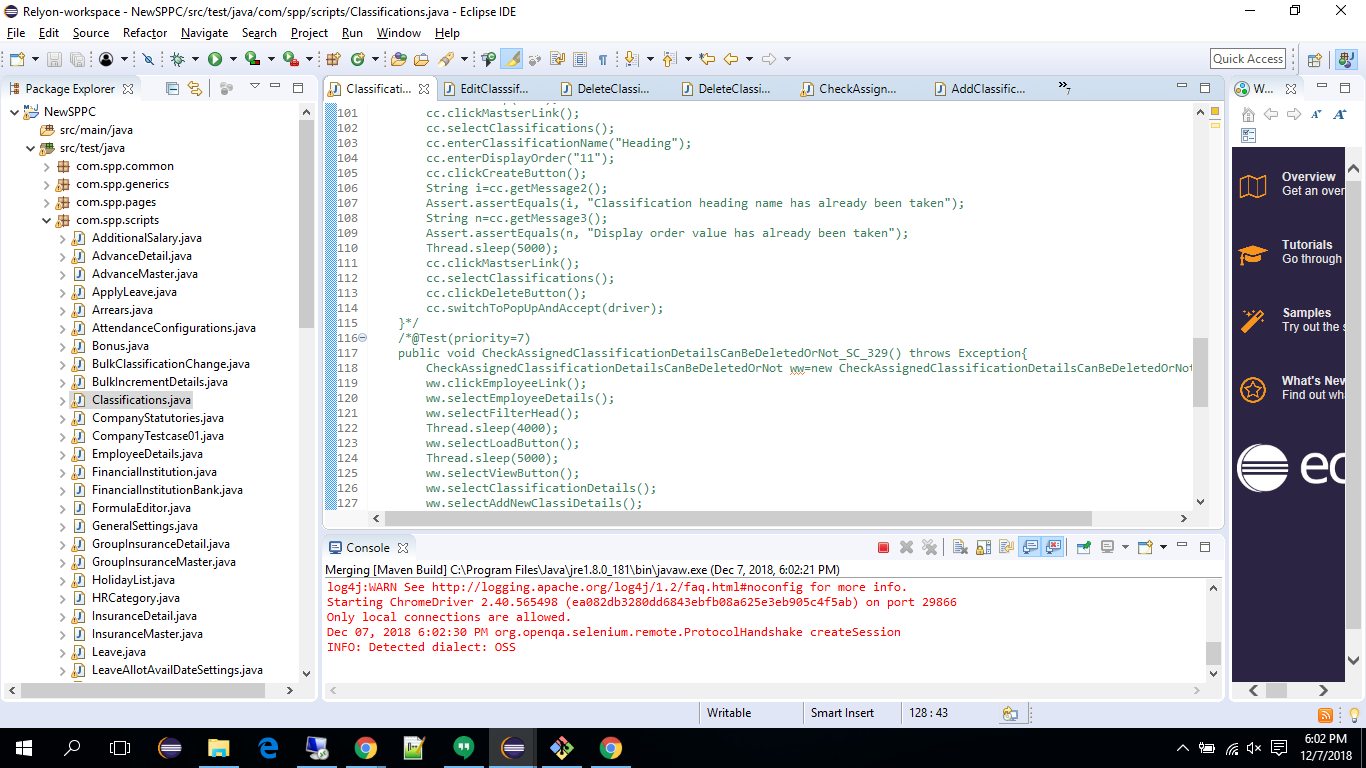 Relyon-workspace - NewSPPC/src/test/java/com/spp/scripts/Classifications.java - Eclipse IDE
File Edit Source Refactor Navigate Search Project Run Window Help
Quick Access
Package Explorer
NewSPPC
src/main/java
src/test/java
com.spp.common
com.spp.generics
com.spp.pages
com.spp.scripts
AdditionalSalary.java
AdvanceDetail.java
AdvanceMaster.java
ApplyLeave.java
Arrears.java
AttendanceConfigurations.java
Bonus.java
BulkClassificationChange.java
BulkIncrementDetails.java
Classifications.java
CompanyStatutories.java
CompanyTestcase01.java
EmployeeDetails.java
FinancialInstitution.java
FinancialInstitutionBank.java
FormulaEditor.java
GeneralSettings.java
GroupInsuranceDetail.java
GroupInsuranceMaster.java
HolidayList.java
HRCategory.java
InsuranceDetail.java
InsuranceMaster.java
Leave.java
LeaveAllotAvailDateSettings.java
Classificati... EditClassif... DeleteClassi... DeleteClassi... CheckAssign... AddClassific... »7
101 cc.clickMastserLink();
102 cc.selectClassifications();
103 cc.enterClassificationName("Heading");
104 cc.enterDisplayOrder("11");
105 cc.clickCreateButton();
106 String i=cc.getMessage2();
107 Assert.assertEquals(i, "Classification heading name has already been taken");
108 String n=cc.getMessage3();
109 Assert.assertEquals(n, "Display order value has already been taken");
110 Thread.sleep(5000);
111 cc.clickMastserLink();
112 cc.selectClassifications();
113 cc.clickDeleteButton();
114 cc.switchToPopUpAndAccept(driver);
115 }*/
116 /*@Test(priority=7)
117 public void CheckAssignedClassificationDetailsCanBeDeletedOrNot_SC_329() throws Exception{
118 CheckAssignedClassificationDetailsCanBeDeletedOrNot ww=new CheckAssignedClassificationDetailsCanBeDeletedOrNot
119 ww.clickEmployeeLink();
120 ww.selectEmployeeDetails();
121 ww.selectFilterHead();
122 Thread.sleep(4000);
123 ww.selectLoadButton();
124 Thread.sleep(5000);
125 ww.selectViewButton();
126 ww.selectClassificationDetails();
127 ww.selectAddNewClassiDetails();
W...
Overview
Get an over
Tutorials
Go through
Samples
Try out the s
What's New
Find out wh
ec
Console
Merging [Maven Build] C:\Program Files\Java\jre1.8.0_181\bin\javaw.exe (Dec 7, 2018, 6:02:21 PM)
log4j:WARN See http://logging.apache.org/log4j/1.2/faq.html#noconfig for more info.
Starting ChromeDriver 2.40.565498 (ea082db3280dd6843ebfb08a625e3eb905c4f5ab) on port 29866
Only local connections are allowed.
Dec 07, 2018 6:02:30 PM org.openqa.selenium.remote.ProtocolHandshake createSession
INFO: Detected dialect: OSS
Writable Smart Insert 128 : 43
6:02 PM
12/7/2018